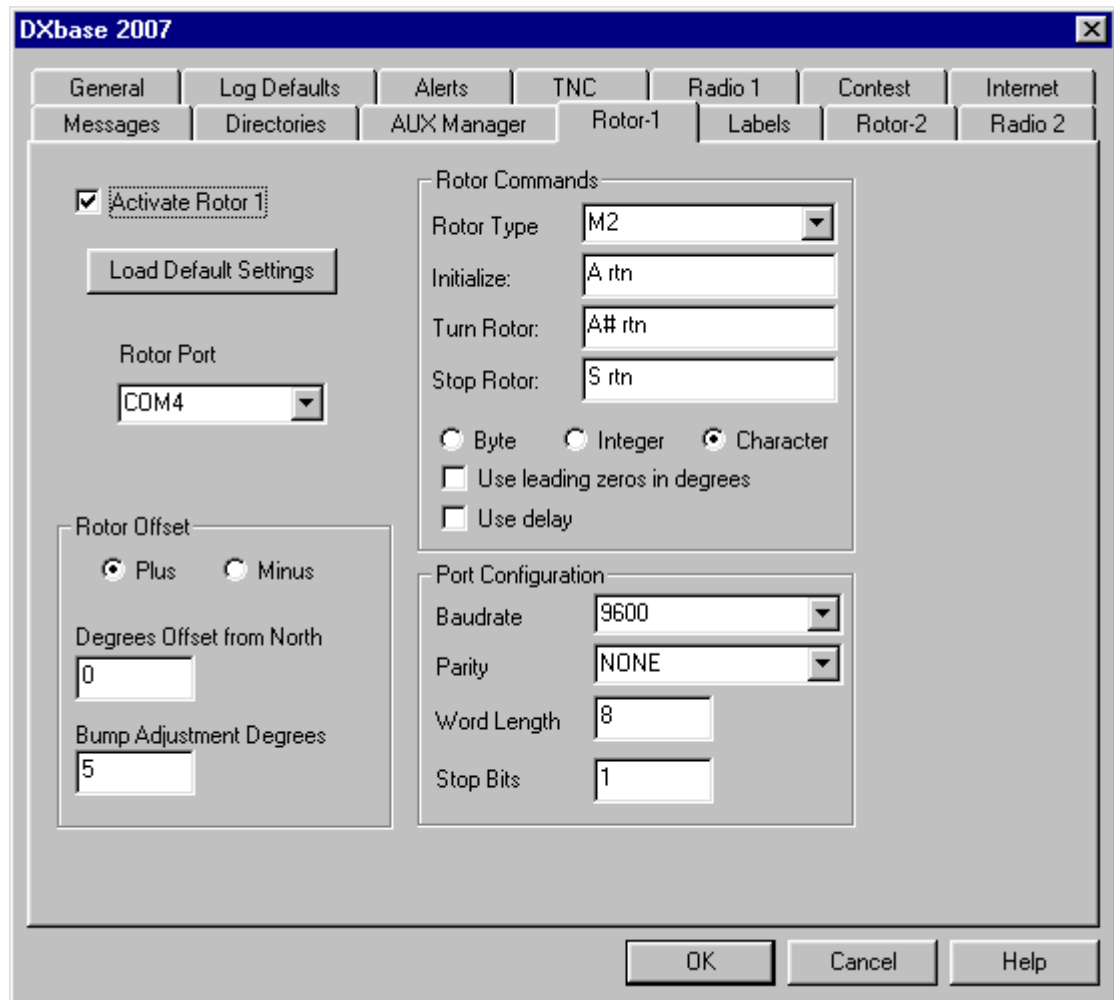 DXbase 2007
General Log Defaults Alerts TNC Radio 1 Contest Internet
Messages Directories AUX Manager Rotor-1 Labels Rotor-2 Radio 2
Activate Rotor 1
Load Default Settings
Rotor Port
COM4
Rotor Commands
Rotor Type M2
Initialize: A rtn
Turn Rotor: A# rtn
Stop Rotor: S rtn
Byte Integer Character
Use leading zeros in degrees
Use delay
Rotor Offset
Plus Minus
Degrees Offset from North
0
Bump Adjustment Degrees
5
Port Configuration
Baudrate 9600
Parity NONE
Word Length 8
Stop Bits 1
OK Cancel Help